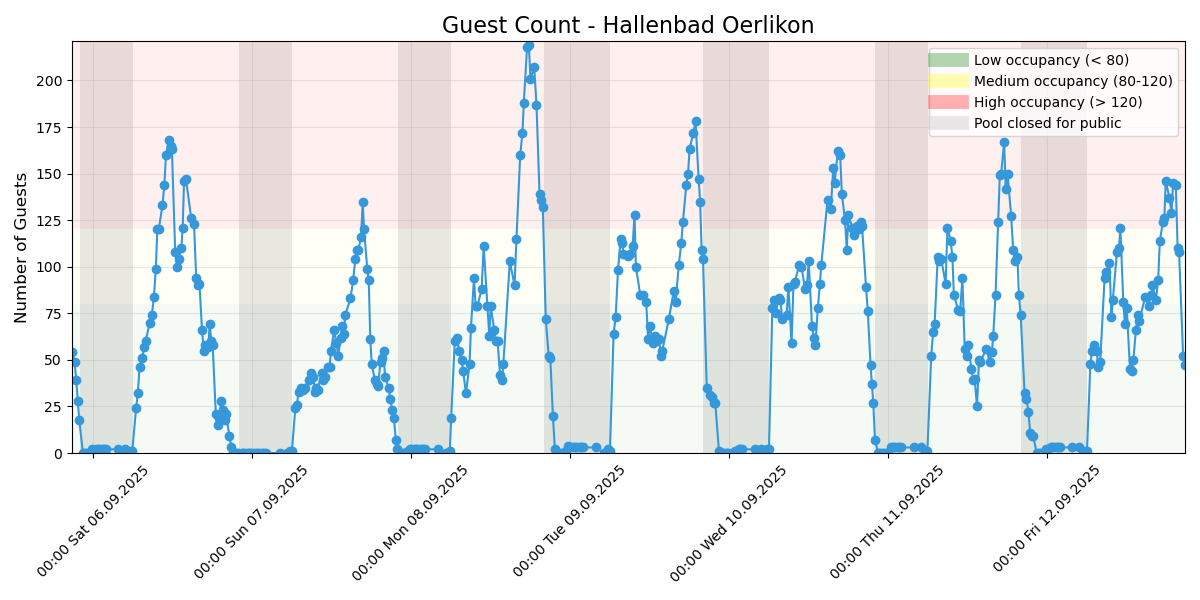 Guest Count - Hallenbad Oerlikon
Number of Guests
200
175
150
125
100
75
50
25
0
Low occupancy (< 80)
Medium occupancy (80-120)
High occupancy (> 120)
Pool closed for public
00:00 Sat 06.09.2025
00:00 Sun 07.09.2025
00:00 Mon 08.09.2025
00:00 Tue 09.09.2025
00:00 Wed 10.09.2025
00:00 Thu 11.09.2025
00:00 Fri 12.09.2025